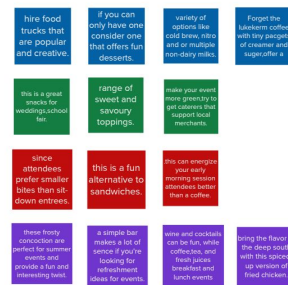 hire food
trucks that
are popular
and creative.
if you can
only have one
consider one
that offers fun
desserts.
variety of
options like
cold brew, nitro
and or multiple
non-dairy milks.
Forget the
lukekerm coffee
with tiny pacgets
of creamer and
suger,offer a
this is a great
snacks for
weddings,school
fair.
range of
sweet and
savoury
toppings.
make your event
more green;try to
get caterers that
support local
merchants.
since
attendees
prefer smaller
bites than sit-
down entrees.
this is a fun
alternative to
sandwiches.
this can energize
your early
morning session
attendees better
than a coffee.
these frosty
concoction are
perfect for summer
events and
provide a fun and
interesting twist.
a simple bar
makes a lot of
sence if you're
looking for
refreshment
ideas for events.
wine and cocktails
can be fun, while
coffee,tea, and
fresh juices
breakfast and
lunch events
bring the flavor
the deep south
with this spiced
up version of
fried chicken.